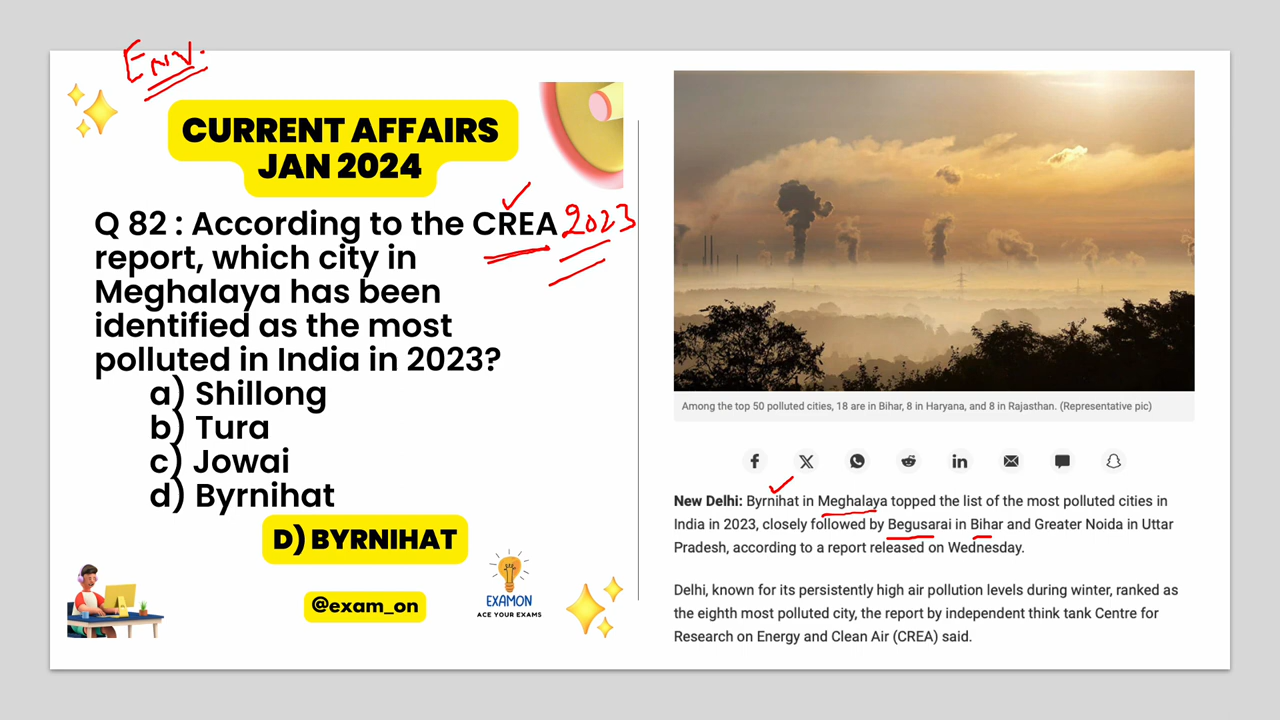 Env.
CURRENT AFFAIRS
JAN 2024
Q 82 : According to the CREA 2023
report, which city in
Meghalaya has been
identified as the most
polluted in India in 2023?
a) Shillong
b) Tura
c) Jowai
d) Byrnihat
D) BYRNIHAT
@exam_on
EXAMON
ACE YOUR EXAMS
Among the top 50 polluted cities, 18 are in Bihar, 8 in Haryana, and 8 in Rajasthan. (Representative pic)
New Delhi: Byrnihat in Meghalaya topped the list of the most polluted cities in
India in 2023, closely followed by Begusarai in Bihar and Greater Noida in Uttar
Pradesh, according to a report released on Wednesday.
Delhi, known for its persistently high air pollution levels during winter, ranked as
the eighth most polluted city, the report by independent think tank Centre for
Research on Energy and Clean Air (CREA) said.